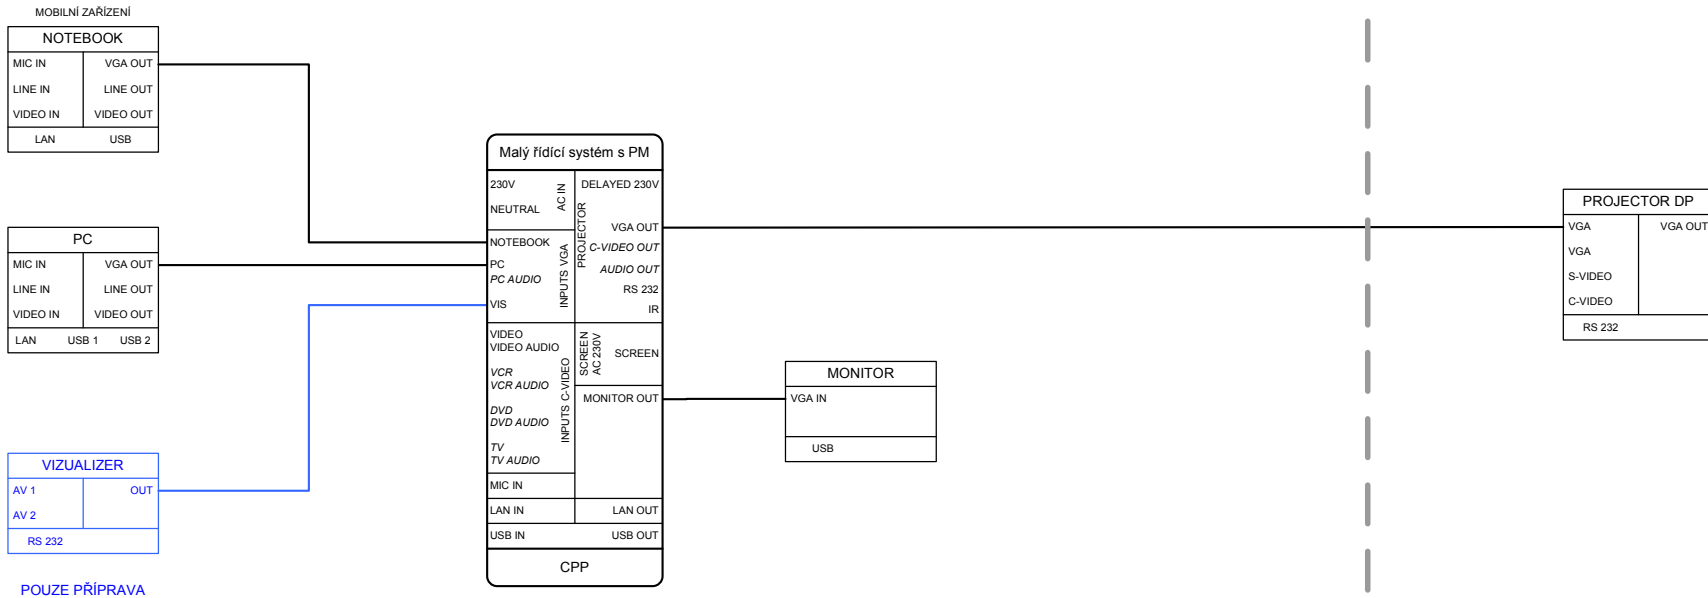 MOBILNÍ ZAŘÍZENÍ
NOTEBOOK
MIC IN VGA OUT
LINE IN LINE OUT
VIDEO IN VIDEO OUT
LAN USB
PC
MIC IN VGA OUT
LINE IN LINE OUT
VIDEO IN VIDEO OUT
LAN USB 1 USB 2
VIZUALIZER
AV 1 OUT
AV 2
RS 232
POUZE PŘÍPRAVA
Malý řídící systém s PM
230V
NEUTRAL
AC IN
NOTEBOOK
PC
PC AUDIO
VIS
INPUTS VGA
VIDEO
VIDEO AUDIO
VCR
VCR AUDIO
DVD
DVD AUDIO
TV
TV AUDIO
INPUTS C-VIDEO
MIC IN
DELAYED 230V
VGA OUT
C-VIDEO OUT
AUDIO OUT
RS 232
IR
PROJECTOR
SCREEN
AC 230V
SCREEN
MONITOR OUT
LAN IN LAN OUT
USB IN USB OUT
CPP
MONITOR
VGA IN
USB
PROJECTOR DP
VGA VGA OUT
VGA
S-VIDEO
C-VIDEO
RS 232